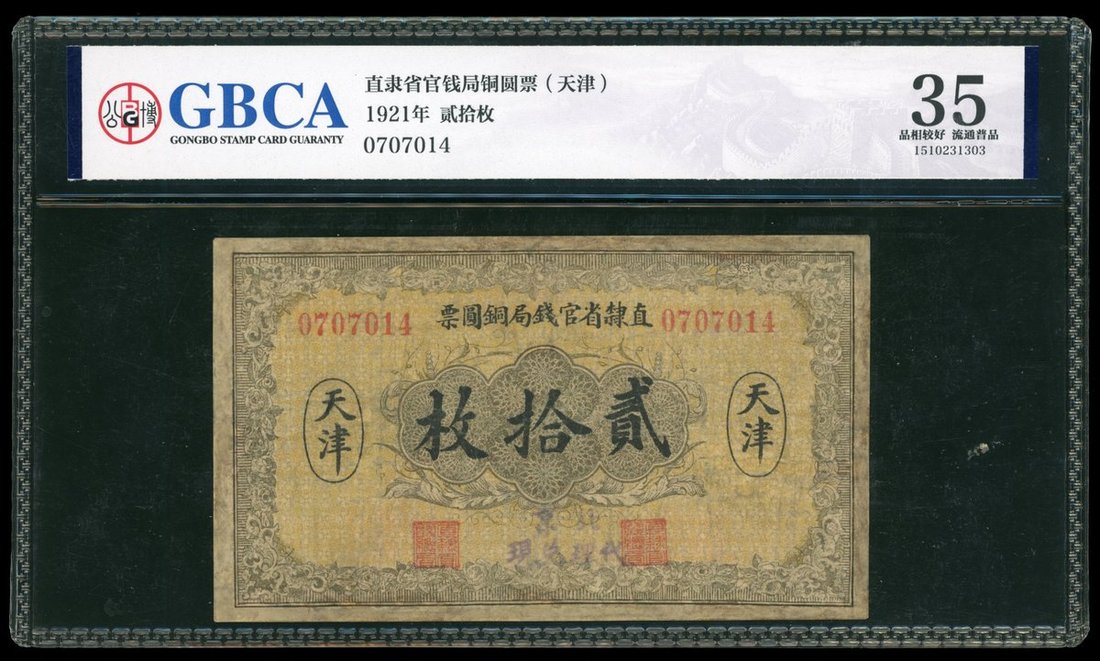 公博
GBCA
GONGBO STAMP CARD GUARANTY
直隶省官钱局铜圆票（天津）
1921年 贰拾枚
0707014
35
品相较好 流通普品
1510231303
直隸省官錢局銅圓票
0707014 0707014
貳拾枚
天津
天津